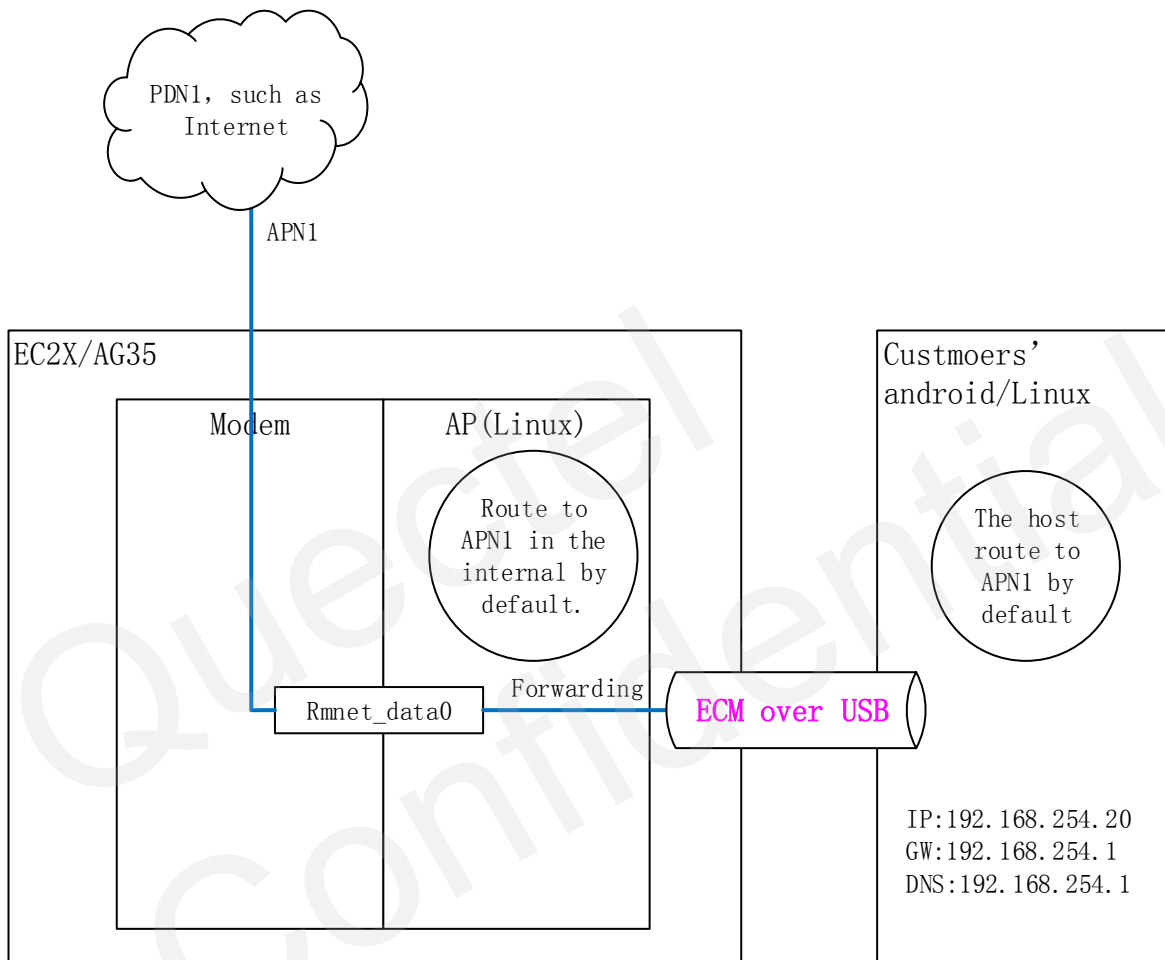 PDN1, such as
Internet
APN1
EC2X/AG35
Custmoers’
android/Linux
Modem
AP(Linux)
Route to
APN1 in the
internal by
default.
The host
route to
APN1 by
default
Rmnet_data0
Forwarding
ECM over USB
IP:192.168.254.20
GW:192.168.254.1
DNS:192.168.254.1
Quectel
Confidential